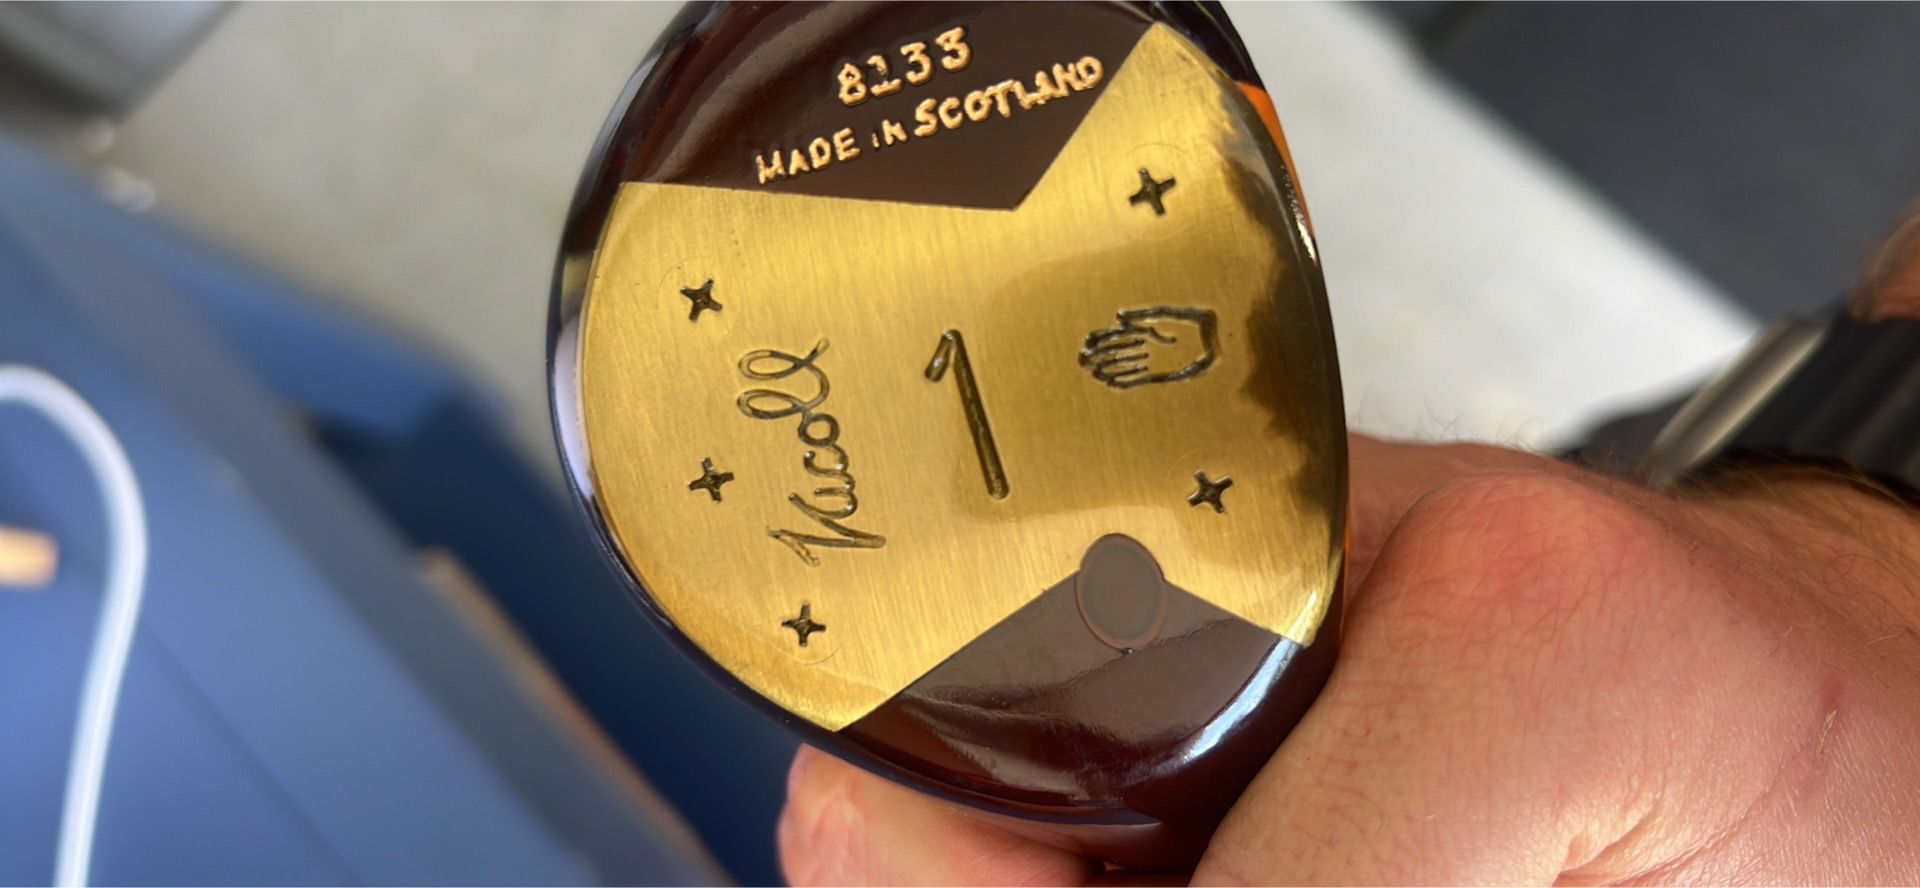 8133
MADE IN SCOTLAND
Nicoll
1